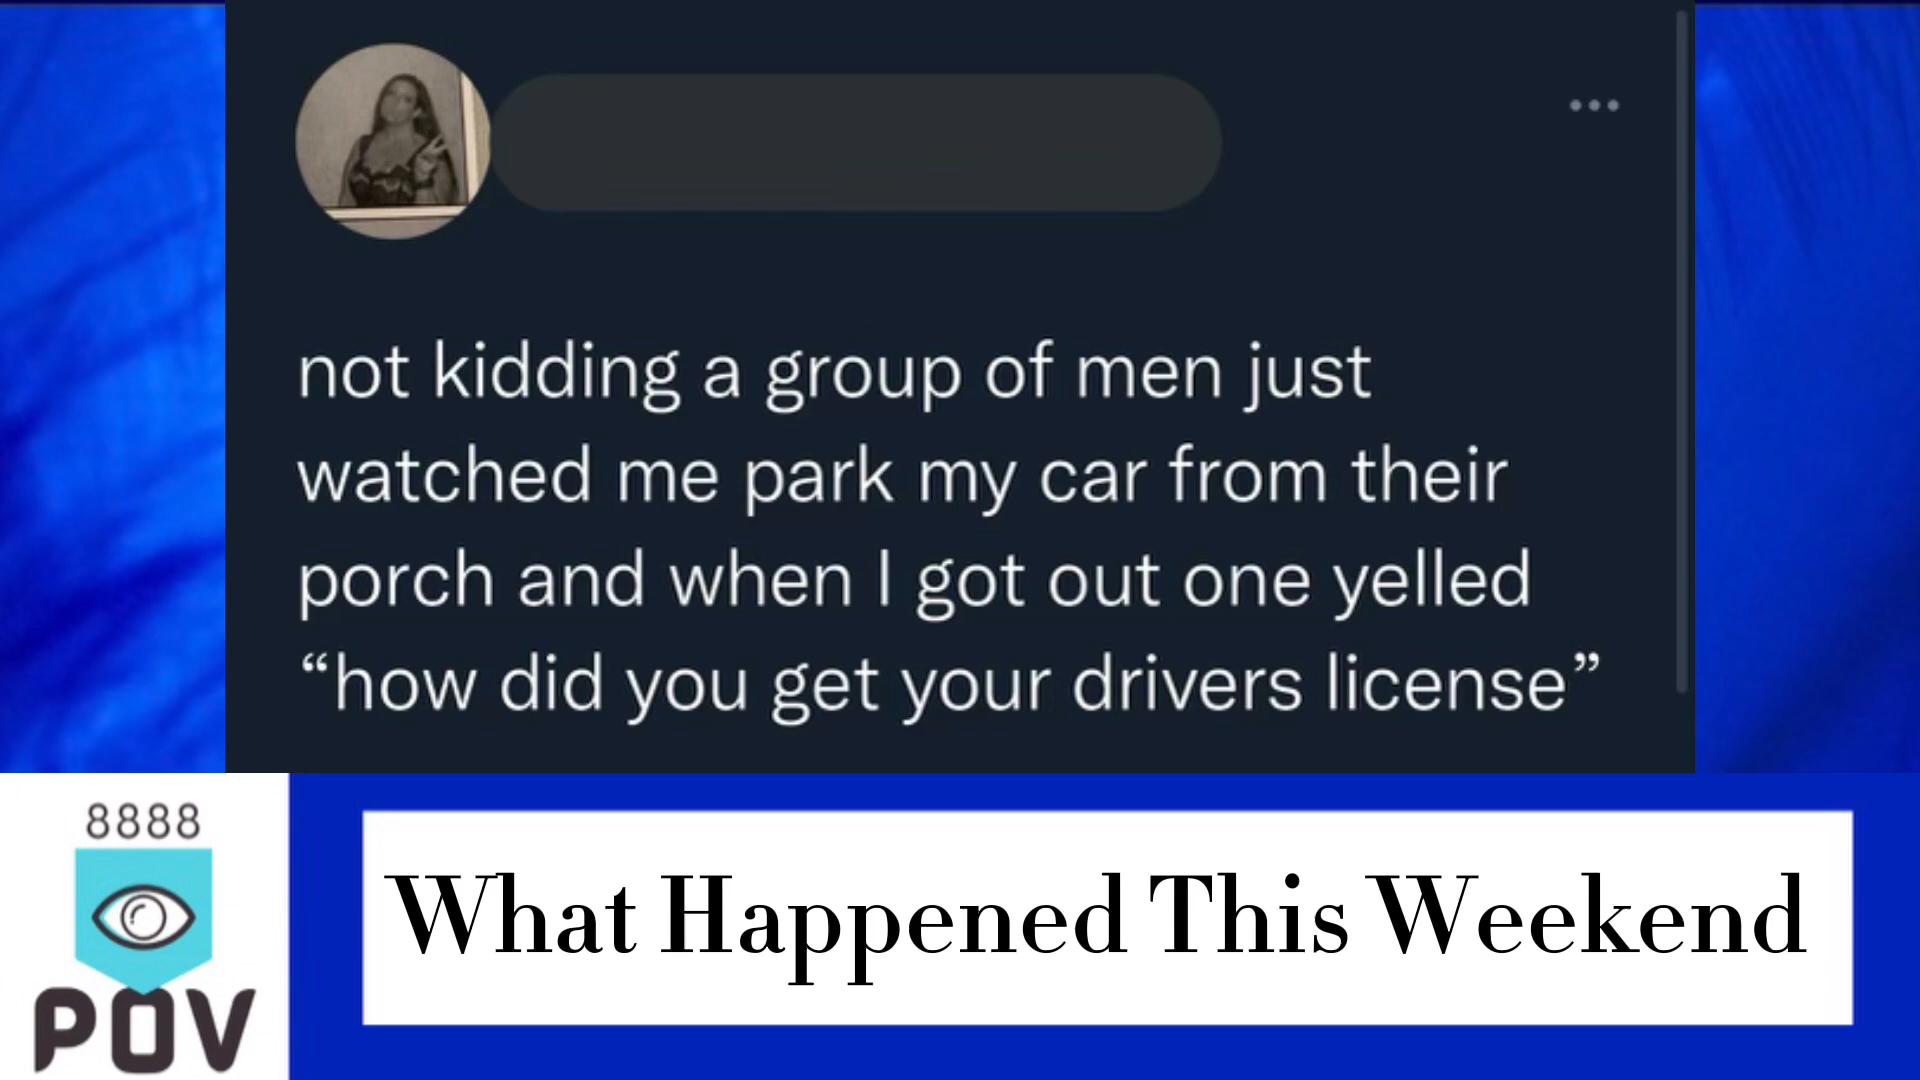 not kidding a group of men just
watched me park my car from their
porch and when I got out one yelled
“how did you get your drivers license”
8888
POV
What Happened This Weekend